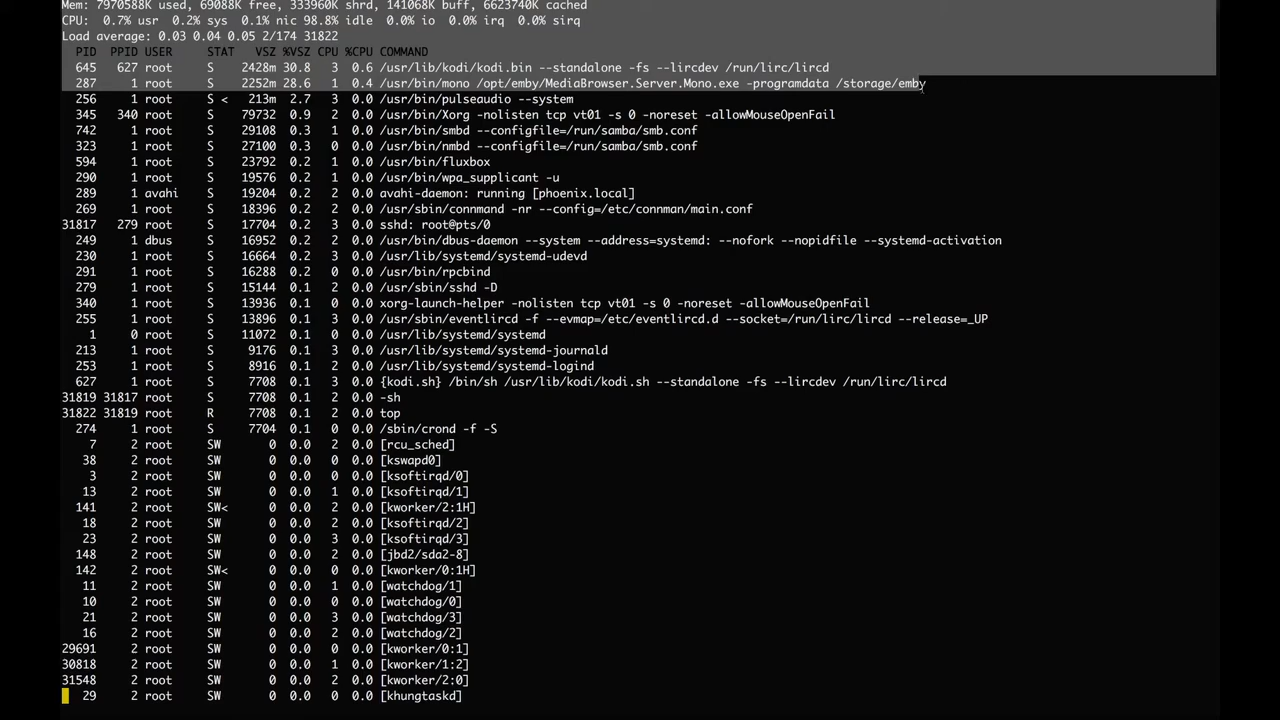 Mem: 7970588K used, 69088K free, 333960K shrd, 141068K buff, 6623740K cached
CPU:  0.7% usr  0.2% sys  0.1% nic 98.8% idle  0.0% io  0.0% irq  0.0% sirq
Load average: 0.03 0.04 0.05 2/174 31822
PID  PPID USER     STAT   VSZ %VSZ CPU %CPU COMMAND
645   627 root     S    2428m 30.8   3  0.6 /usr/lib/kodi/kodi.bin --standalone -fs --lircdev /run/lirc/lircd
287     1 root     S    2252m 28.6   1  0.4 /usr/bin/mono /opt/emby/MediaBrowser.Server.Mono.exe -programdata /storage/emby
256     1 root     S <   213m  2.7   3  0.0 /usr/bin/pulseaudio --system
345   340 root     S    79732  0.9   2  0.0 /usr/bin/Xorg -nolisten tcp vt01 -s 0 -noreset -allowMouseOpenFail
742     1 root     S    29108  0.3   1  0.0 /usr/bin/smbd --configfile=/run/samba/smb.conf
323     1 root     S    27100  0.3   0  0.0 /usr/bin/nmbd --configfile=/run/samba/smb.conf
594     1 root     S    23792  0.2   1  0.0 /usr/bin/fluxbox
290     1 root     S    19576  0.2   1  0.0 /usr/bin/wpa_supplicant -u
289     1 avahi    S    19204  0.2   2  0.0 avahi-daemon: running [phoenix.local]
269     1 root     S    18396  0.2   2  0.0 /usr/sbin/connmand -nr --config=/etc/connman/main.conf
31817   279 root     S    17704  0.2   3  0.0 sshd: root@pts/0
249     1 dbus     S    16952  0.2   2  0.0 /usr/bin/dbus-daemon --system --address=systemd: --nofork --nopidfile --systemd-activation
230     1 root     S    16664  0.2   3  0.0 /usr/lib/systemd/systemd-udevd
291     1 root     S    16288  0.2   0  0.0 /usr/bin/rpcbind
279     1 root     S    15144  0.1   2  0.0 /usr/sbin/sshd -D
340     1 root     S    13936  0.1   0  0.0 xorg-launch-helper -nolisten tcp vt01 -s 0 -noreset -allowMouseOpenFail
255     1 root     S    13896  0.1   3  0.0 /usr/sbin/eventlircd -f --evmap=/etc/eventlircd.d --socket=/run/lirc/lircd --release=_UP
1     0 root     S    11072  0.1   2  0.0 /usr/lib/systemd/systemd
213     1 root     S     9176  0.1   3  0.0 /usr/lib/systemd/systemd-journald
253     1 root     S     8916  0.1   2  0.0 /usr/lib/systemd/systemd-logind
627     1 root     S     7708  0.1   3  0.0 {kodi.sh} /bin/sh /usr/lib/kodi/kodi.sh --standalone -fs --lircdev /run/lirc/lircd
31819 31817 root     S     7708  0.1   2  0.0 -sh
31822 31819 root     R     7708  0.1   2  0.0 top
274     1 root     S     7704  0.1   0  0.0 /sbin/crond -f -S
7     2 root     SW       0  0.0   2  0.0 [rcu_sched]
38     2 root     SW       0  0.0   0  0.0 [kswapd0]
3     2 root     SW       0  0.0   0  0.0 [ksoftirqd/0]
13     2 root     SW       0  0.0   1  0.0 [ksoftirqd/1]
141     2 root     SW<      0  0.0   2  0.0 [kworker/2:1H]
18     2 root     SW       0  0.0   2  0.0 [ksoftirqd/2]
23     2 root     SW       0  0.0   3  0.0 [ksoftirqd/3]
148     2 root     SW       0  0.0   2  0.0 [jbd2/sda2-8]
142     2 root     SW<      0  0.0   0  0.0 [kworker/0:1H]
11     2 root     SW       0  0.0   1  0.0 [watchdog/1]
10     2 root     SW       0  0.0   0  0.0 [watchdog/0]
21     2 root     SW       0  0.0   3  0.0 [watchdog/3]
16     2 root     SW       0  0.0   2  0.0 [watchdog/2]
29691     2 root     SW       0  0.0   0  0.0 [kworker/0:1]
30818     2 root     SW       0  0.0   1  0.0 [kworker/1:2]
31548     2 root     SW       0  0.0   2  0.0 [kworker/2:0]
29     2 root     SW       0  0.0   0  0.0 [khungtaskd]